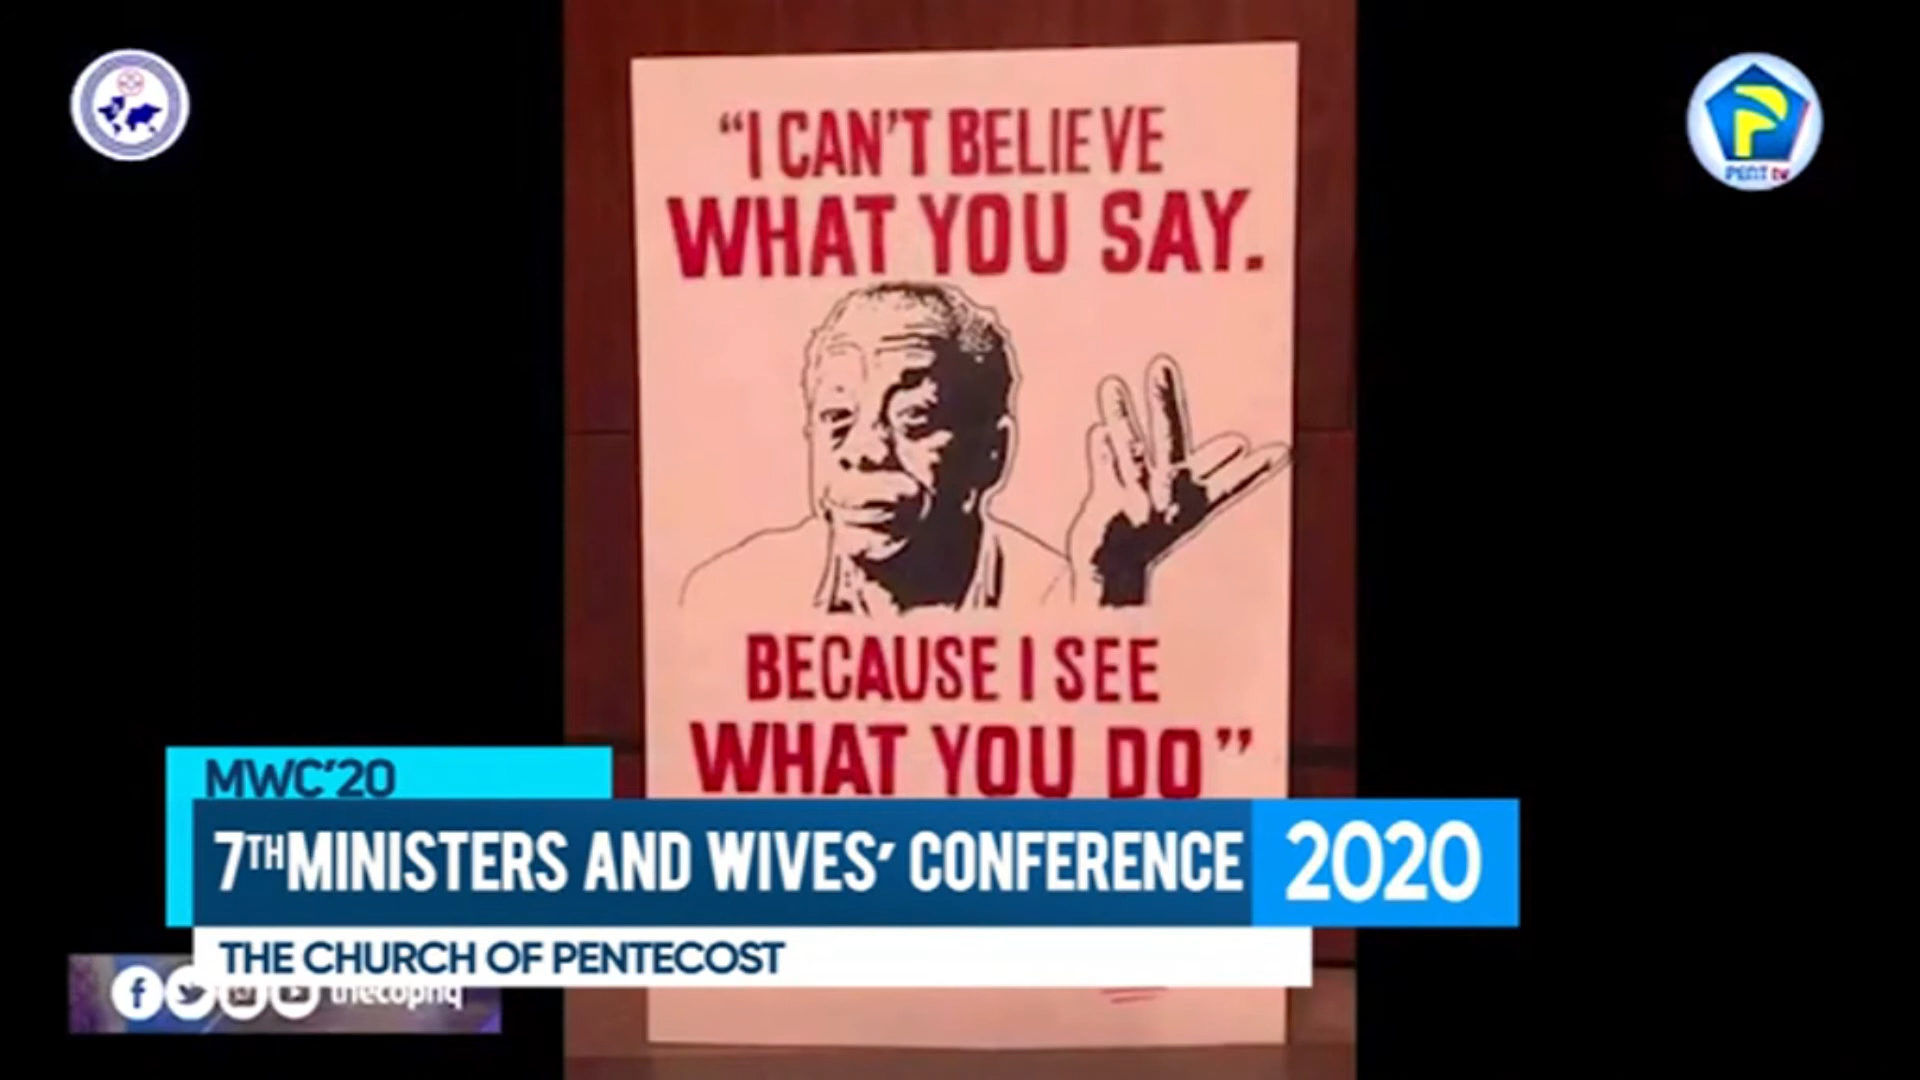 PENT tv
“I CAN'T BELIEVE
WHAT YOU SAY.
BECAUSE I SEE
WHAT YOU DO”
MWC'20
7TH MINISTERS AND WIVES' CONFERENCE 2020
THE CHURCH OF PENTECOST
thecophq